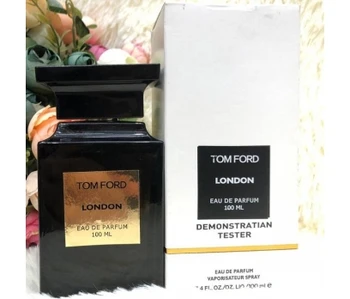 TOM FORD
LONDON
EAU DE PARFUM
100 ML
TOM FORD
LONDON
EAU DE PARFUM
100 ML
DEMONSTRATIAN
TESTER
EAU DE PARFUM
VAPORISATEUR SPRAY